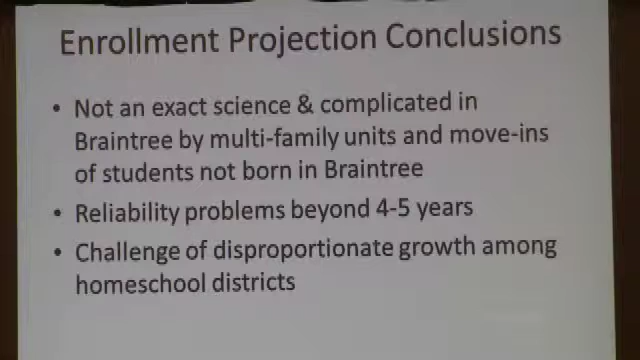 Enrollment Projection Conclusions
• Not an exact science & complicated in
Braintree by multi-family units and move-ins
of students not born in Braintree
• Reliability problems beyond 4-5 years
• Challenge of disproportionate growth among
homeschool districts